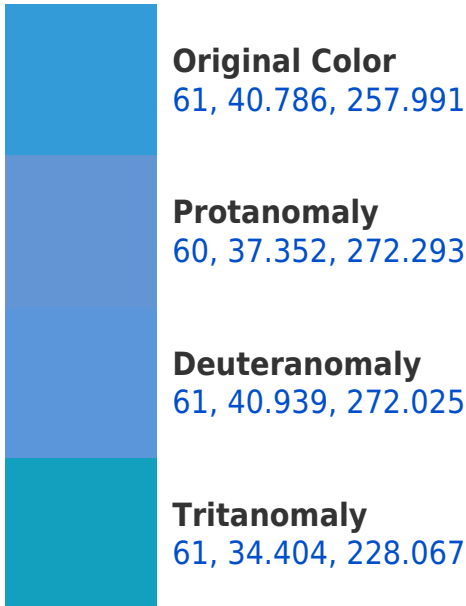 Original Color
61, 40.786, 257.991
Protanomaly
60, 37.352, 272.293
Deuteranomaly
61, 40.939, 272.025
Tritanomaly
61, 34.404, 228.067